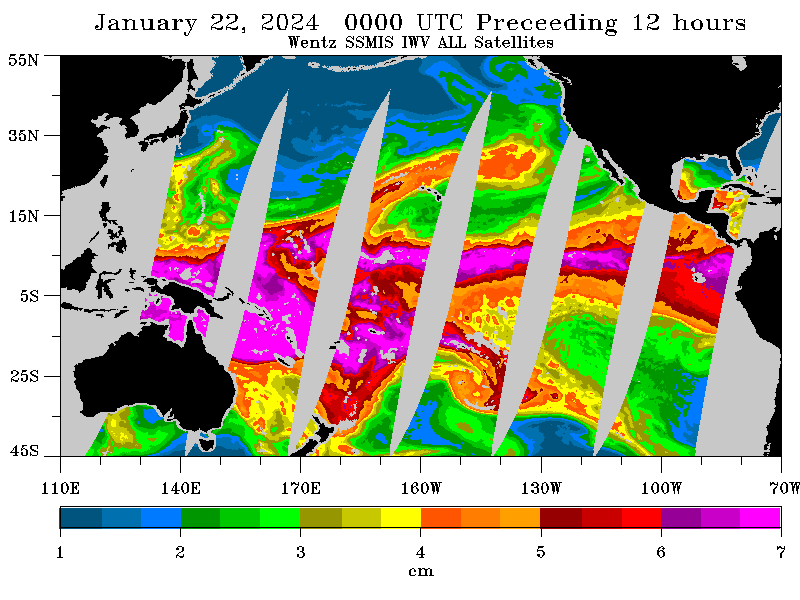 January 22, 2024 0000 UTC Preceeding 12 hours
Wentz SSMIS IWV ALL Satellites
55N
35N
15N
5S
25S
45S
110E 140E 170E 160W 130W 100W 70W
1 2 3 4 5 6 7
cm